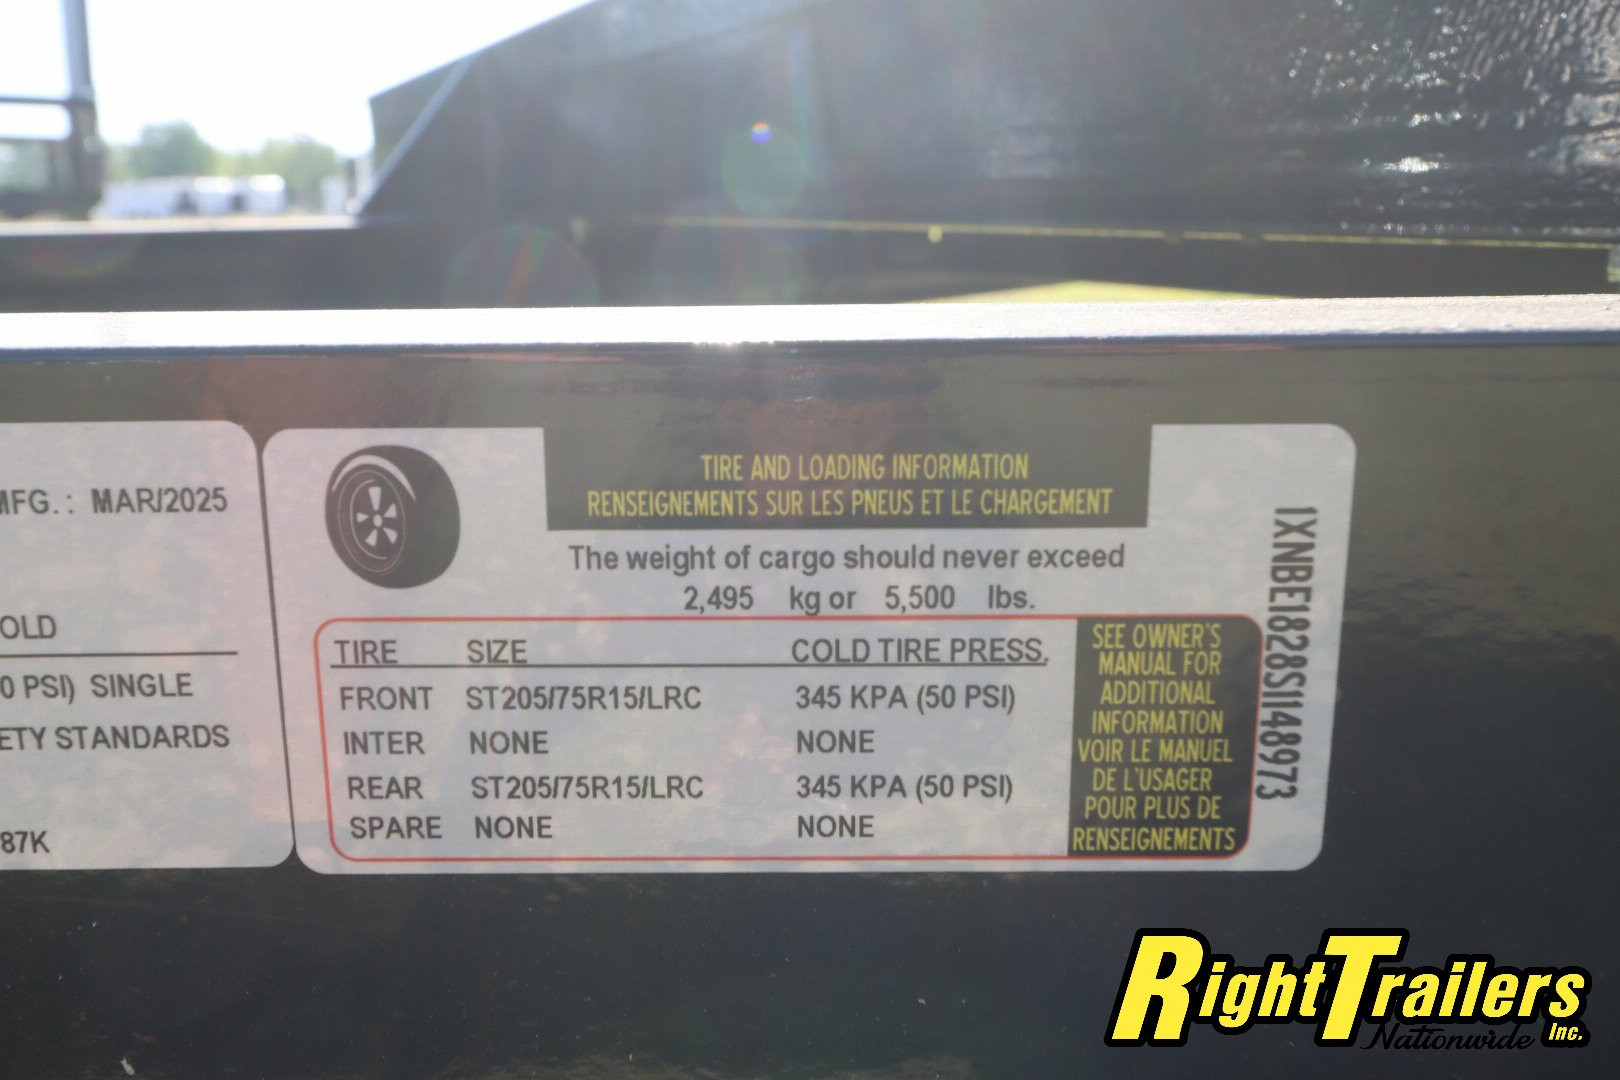 MFG.: MAR/2025
OLD
0 PSI) SINGLE
ETY STANDARDS
87K
TIRE AND LOADING INFORMATION
RENSEIGNEMENTS SUR LES PNEUS ET LE CHARGEMENT
The weight of cargo should never exceed
2,495 kg or 5,500 lbs.
TIRE SIZE COLD TIRE PRESS.
FRONT ST205/75R15/LRC 345 KPA (50 PSI)
INTER NONE NONE
REAR ST205/75R15/LRC 345 KPA (50 PSI)
SPARE NONE NONE
SEE OWNER'S
MANUAL FOR
ADDITIONAL
INFORMATION
VOIR LE MANUEL
DE L'USAGER
POUR PLUS DE
RENSEIGNEMENTS
1XNBE1828S1148973
RightTrailers
Nationwide Inc.